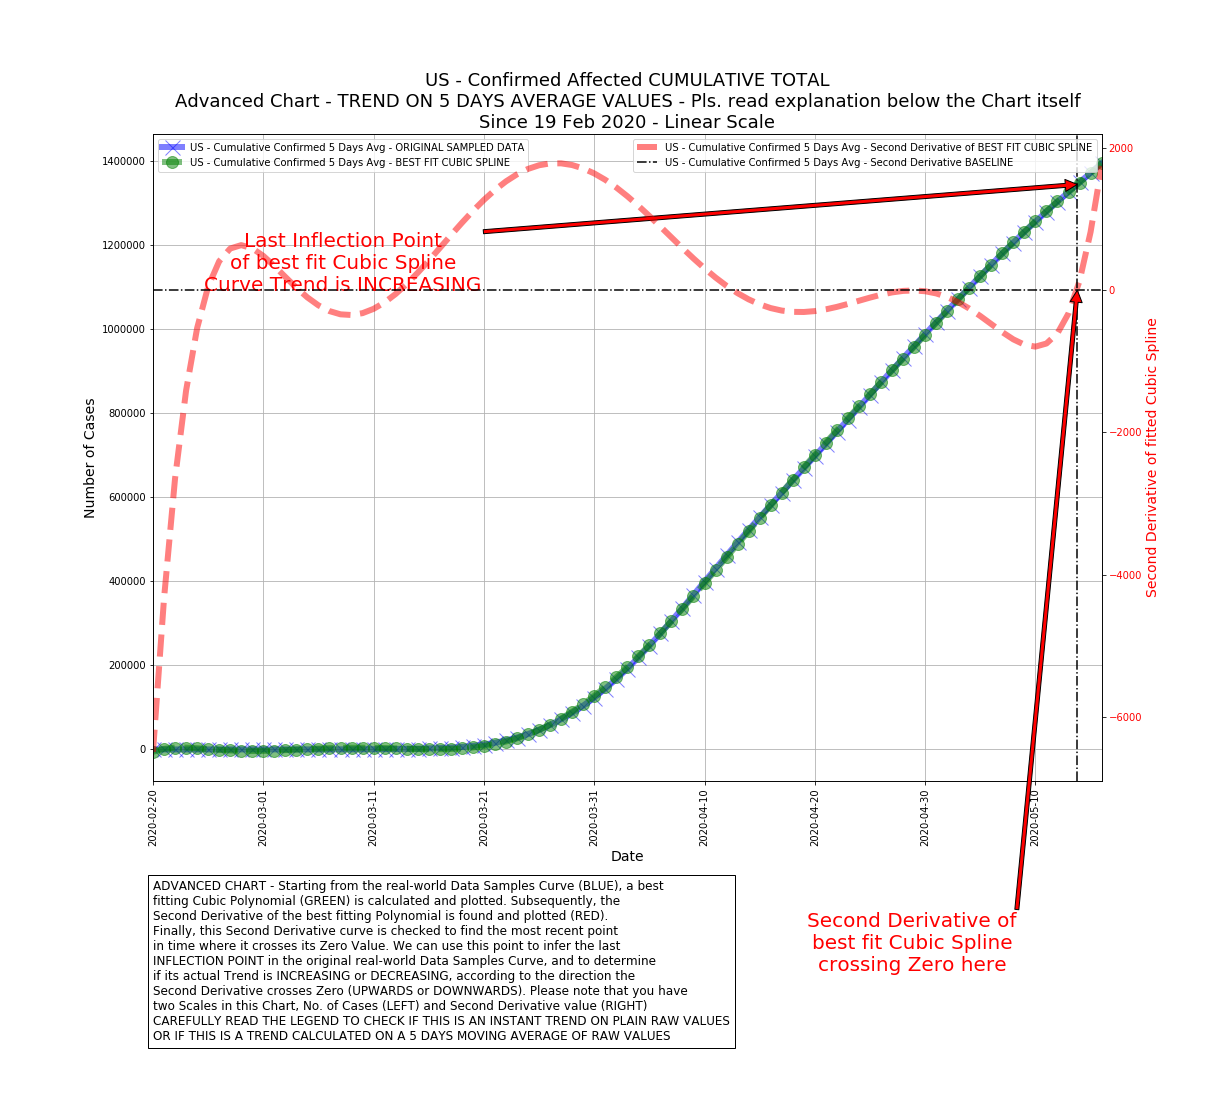 US - Confirmed Affected CUMULATIVE TOTAL
Advanced Chart - TREND ON 5 DAYS AVERAGE VALUES - Pls. read explanation below the Chart itself
Since 19 Feb 2020 - Linear Scale
US - Cumulative Confirmed 5 Days Avg - ORIGINAL SAMPLED DATA
US - Cumulative Confirmed 5 Days Avg - BEST FIT CUBIC SPLINE
US - Cumulative Confirmed 5 Days Avg - Second Derivative of BEST FIT CUBIC SPLINE
US - Cumulative Confirmed 5 Days Avg - Second Derivative BASELINE
Last Inflection Point
of best fit Cubic Spline
Curve Trend is INCREASING
Number of Cases
1400000
1200000
1000000
800000
600000
400000
200000
0
2000
0
−2000
−4000
−6000
Second Derivative of fitted Cubic Spline
2020-02-20
2020-03-01
2020-03-11
2020-03-21
2020-03-31
2020-04-10
2020-04-20
2020-04-30
2020-05-10
Date
ADVANCED CHART - Starting from the real-world Data Samples Curve (BLUE), a best
fitting Cubic Polynomial (GREEN) is calculated and plotted. Subsequently, the
Second Derivative of the best fitting Polynomial is found and plotted (RED).
Finally, this Second Derivative curve is checked to find the most recent point
in time where it crosses its Zero Value. We can use this point to infer the last
INFLECTION POINT in the original real-world Data Samples Curve, and to determine
if its actual Trend is INCREASING or DECREASING, according to the direction the
Second Derivative crosses Zero (UPWARDS or DOWNWARDS). Please note that you have
two Scales in this Chart, No. of Cases (LEFT) and Second Derivative value (RIGHT)
CAREFULLY READ THE LEGEND TO CHECK IF THIS IS AN INSTANT TREND ON PLAIN RAW VALUES
OR IF THIS IS A TREND CALCULATED ON A 5 DAYS MOVING AVERAGE OF RAW VALUES
Second Derivative of
best fit Cubic Spline
crossing Zero here